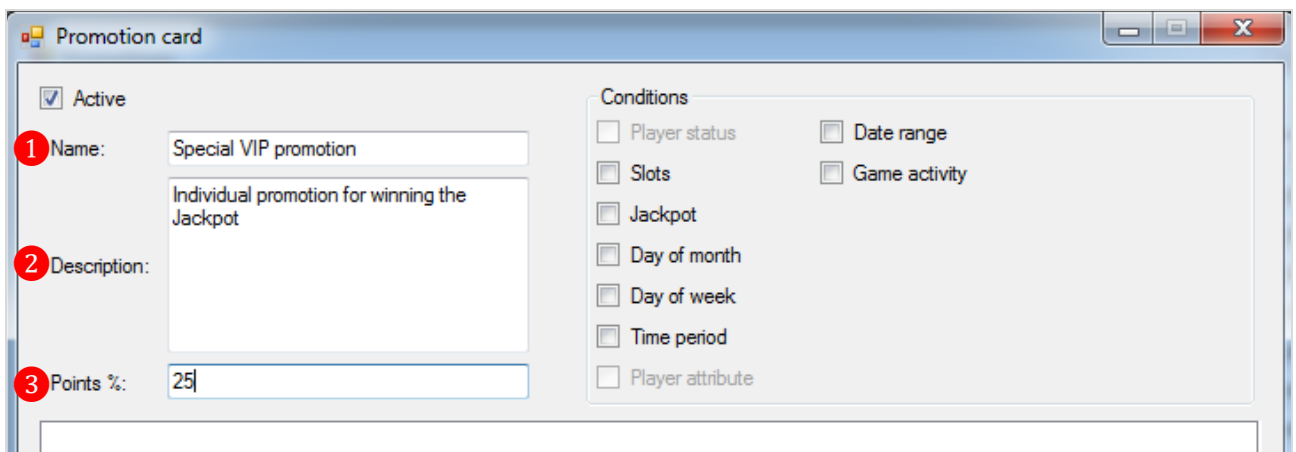 Promotion card
Active
1 Name: Special VIP promotion
2 Description: Individual promotion for winning the
Jackpot
3 Points %: 25
Conditions
Player status
Date range
Slots
Game activity
Jackpot
Day of month
Day of week
Time period
Player attribute